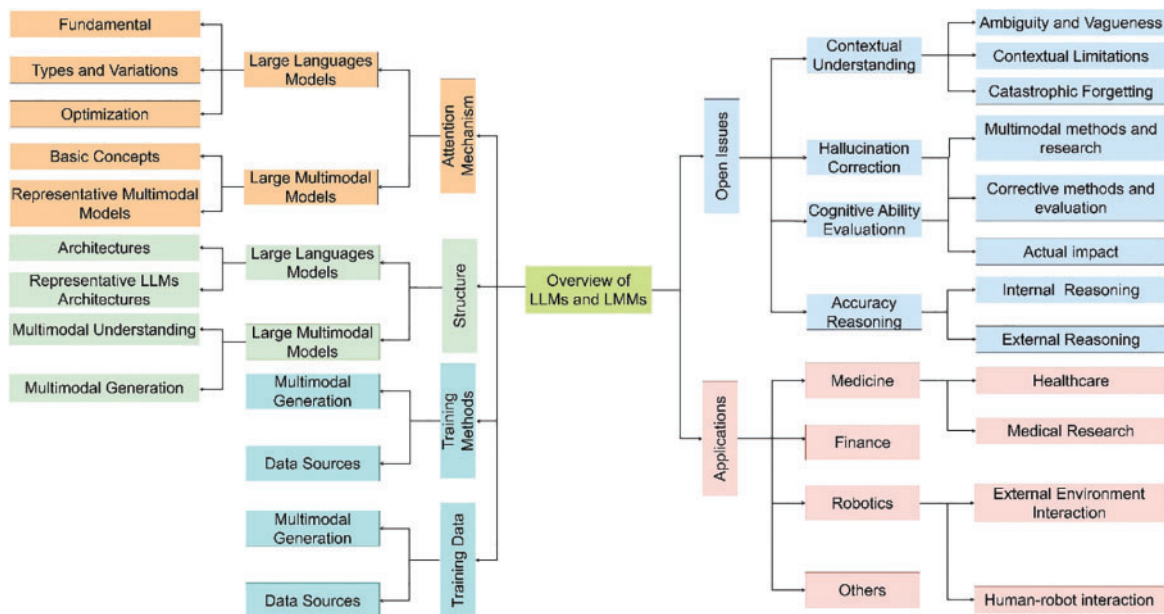 Fundamental
Types and Variations
Optimization
Large Languages
Models
Basic Concepts
Representative Multimodal
Models
Large Multimodal
Models
Attention
Mechanism
Architectures
Representative LLMs
Architectures
Large Languages
Models
Multimodal Understanding
Multimodal Generation
Large Multimodal
Models
Structure
Multimodal
Generation
Data Sources
Training
Methods
Multimodal
Generation
Data Sources
Training Data
Overview of
LLMs and LMMs
Open Issues
Contextual
Understanding
Ambiguity and Vagueness
Contextual Limitations
Catastrophic Forgetting
Hallucination
Correction
Cognitive Ability
Evaluationn
Multimodal methods and
research
Corrective methods and
evaluation
Actual impact
Accuracy
Reasoning
Internal Reasoning
External Reasoning
Applications
Medicine
Healthcare
Medical Research
Finance
Robotics
External Environment
Interaction
Human-robot interaction
Others